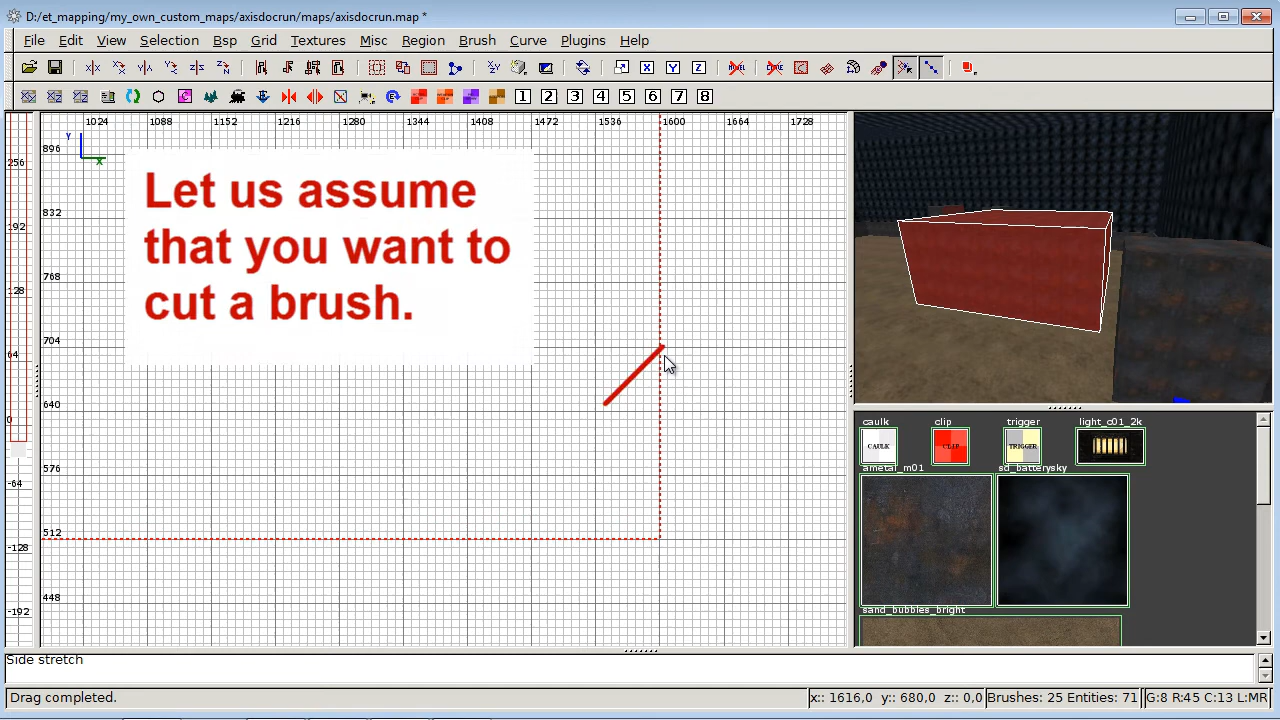 D:/et_mapping/my_own_custom_maps/axisdocrun/maps/axisdocrun.map *
File Edit View Selection Bsp Grid Textures Misc Region Brush Curve Plugins Help
1 2 3 4 5 6 7 8
1024 1088 1152 1216 1280 1344 1408 1472 1536 1600 1664 1728
Y
X
896
832
768
704
640
576
512
448
256
192
128
64
0
-64
-128
-192
Let us assume
that you want to
cut a brush.
caulk clip trigger light_c01_2k
CAULK CLIP TRIGGER
ametal_m01 sd_batterysky
sand_bubbles_bright
Side stretch
Drag completed.
x:: 1616,0 y:: 680,0 z:: 0,0 Brushes: 25 Entities: 71 G:8 R:45 C:13 L:MR